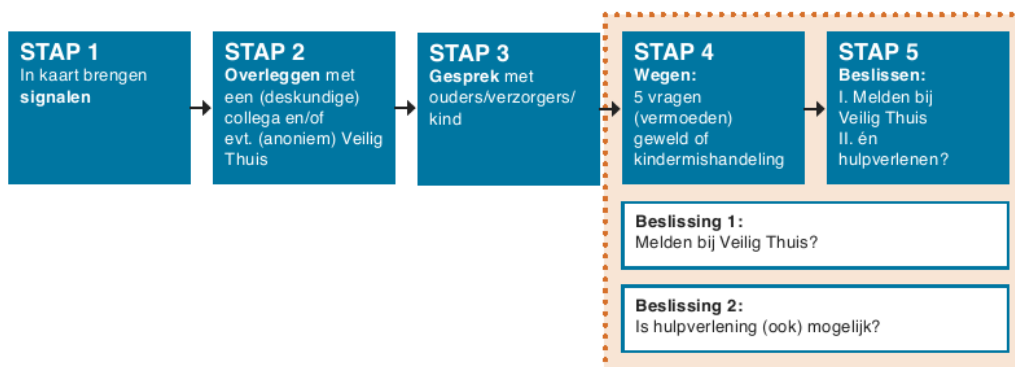 STAP 1
In kaart brengen
signalen
STAP 2
Overleggen met
een (deskundige)
collega en/of
evt. (anoniem) Veilig
Thuis
STAP 3
Gesprek met
ouders/verzorgers/
kind
STAP 4
Wegen:
5 vragen
(vermoeden)
geweld of
kindermishandeling
STAP 5
Beslissen:
I. Melden bij
Veilig Thuis
II. én
hulpverlenen?
Beslissing 1:
Melden bij Veilig Thuis?
Beslissing 2:
Is hulpverlening (ook) mogelijk?